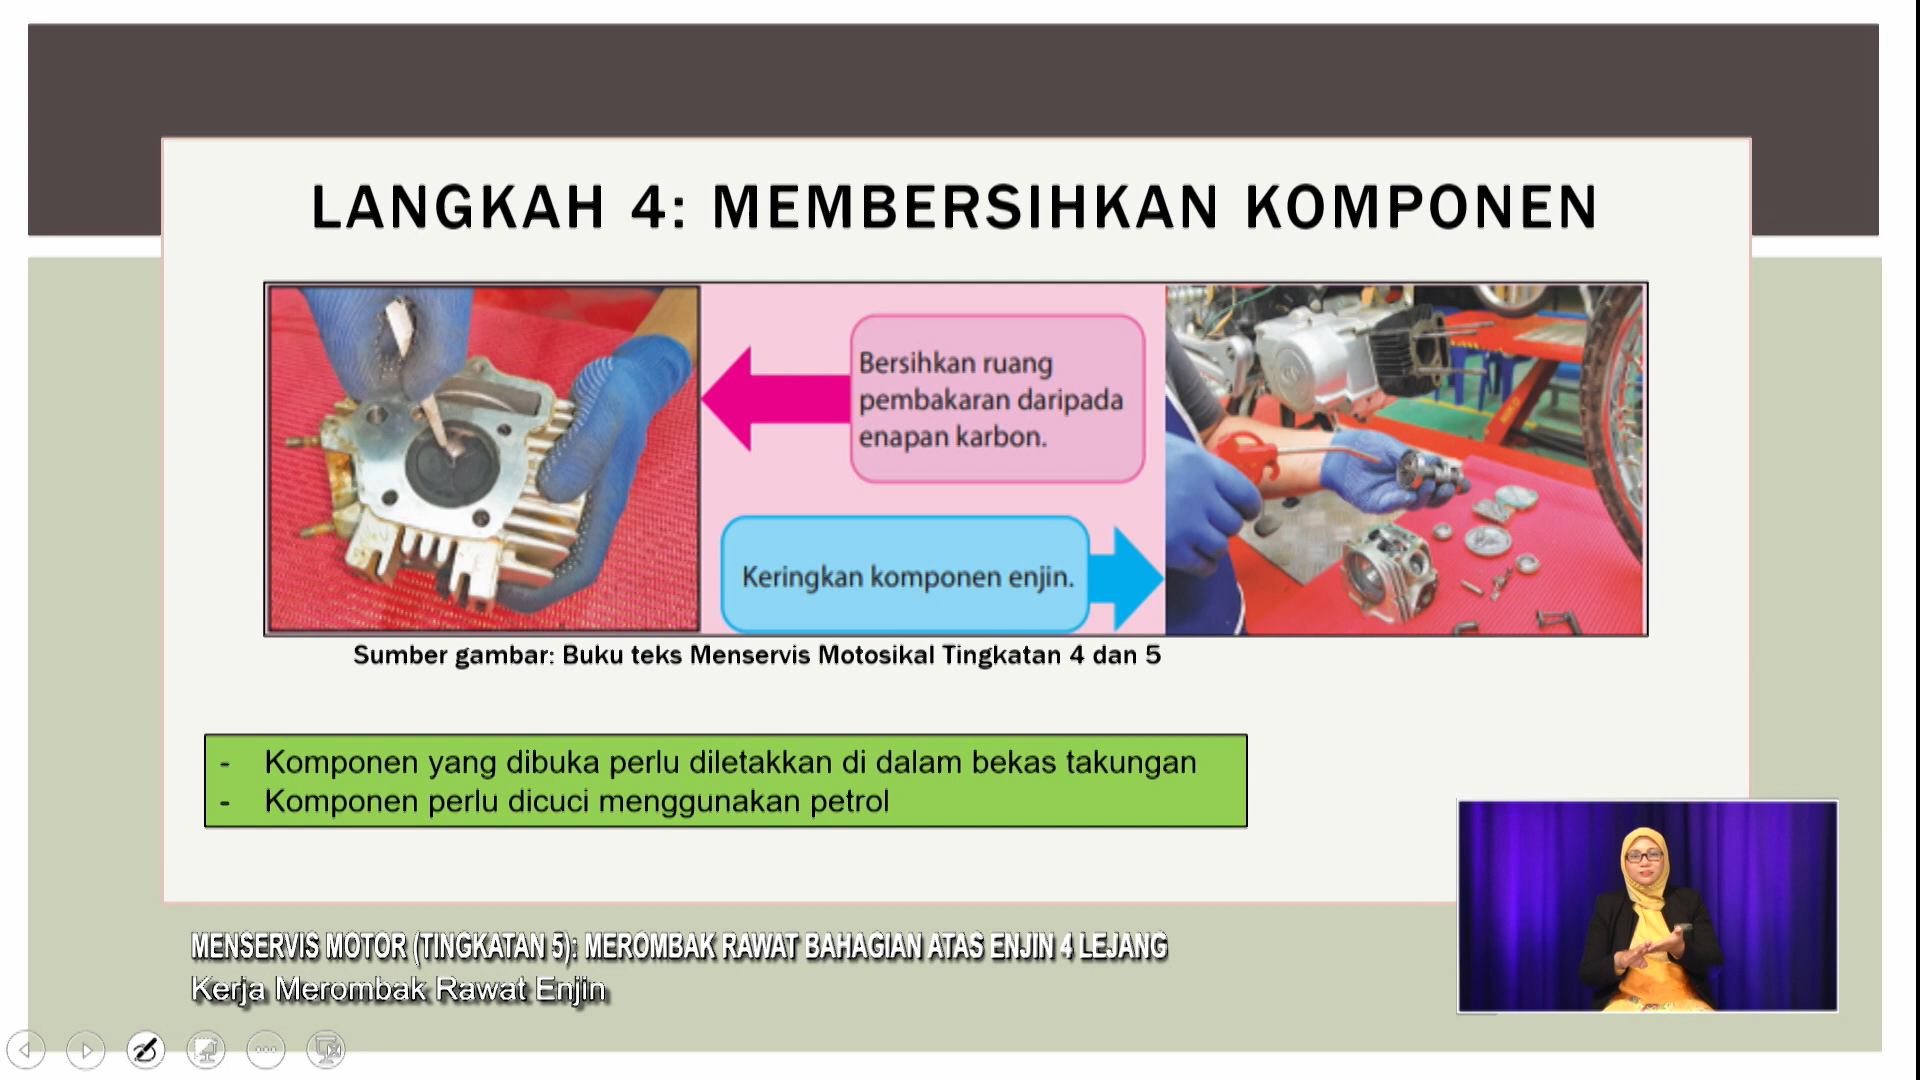 LANGKAH 4: MEMBERSIHKAN KOMPONEN
Bersihkan ruang
pembakaran daripada
enapan karbon.
Keringkan komponen enjin.
Sumber gambar: Buku teks Menservis Motosikal Tingkatan 4 dan 5
- Komponen yang dibuka perlu diletakkan di dalam bekas takungan
- Komponen perlu dicuci menggunakan petrol
MENSERVIS MOTOR (TINGKATAN 5): MEROMBAK RAWAT BAHAGIAN ATAS ENJIN 4 LEJANG
Kerja Merombak Rawat Enjin